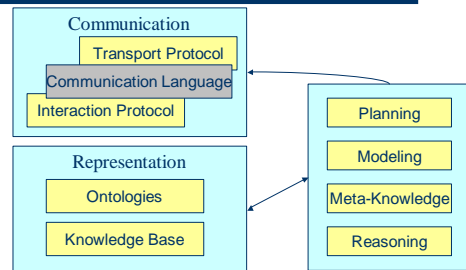 Communication
Transport Protocol
Communication Language
Interaction Protocol
Representation
Ontologies
Knowledge Base
Planning
Modeling
Meta-Knowledge
Reasoning